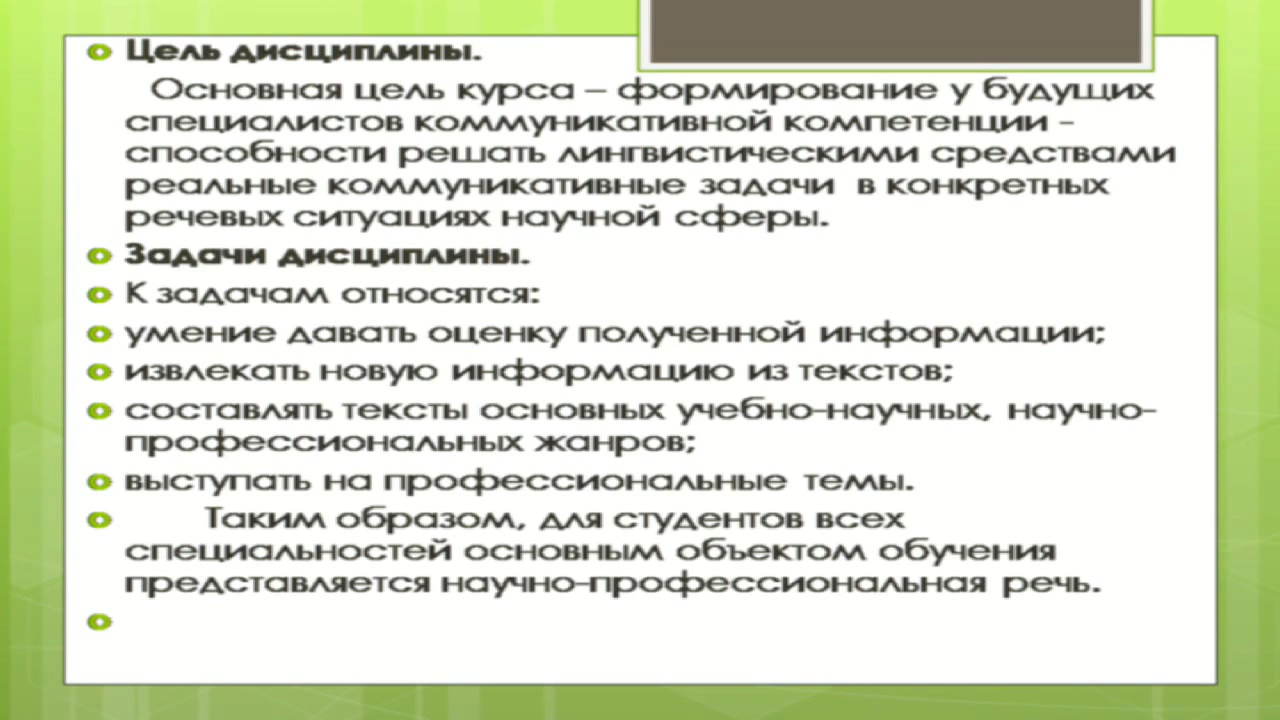 Цель дисциплины.
Основная цель курса – формирование у будущих
специалистов коммуникативной компетенции -
способности решать лингвистическими средствами
реальные коммуникативные задачи в конкретных
речевых ситуациях научной сферы.
Задачи дисциплины.
К задачам относятся:
умение давать оценку полученной информации;
извлекать новую информацию из текстов;
составлять тексты основных учебно-научных, научно-
профессиональных жанров;
выступать на профессиональные темы.
Таким образом, для студентов всех
специальностей основным объектом обучения
представляется научно-профессиональная речь.